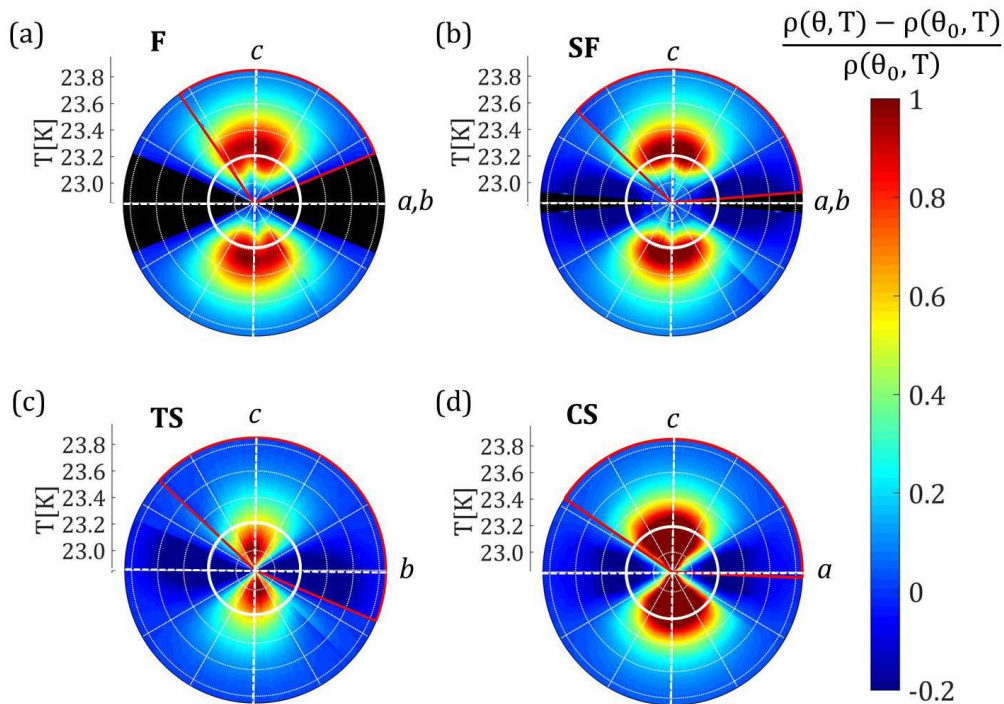 (a)
F
c
23.8
23.6
23.4
23.2
23.0
T[K]
a,b
(b)
SF
c
23.8
23.6
23.4
23.2
23.0
T[K]
a,b
ρ(θ, T) − ρ(θ₀, T)
ρ(θ₀, T)
1
0.8
0.6
0.4
0.2
0
-0.2
(c)
TS
c
23.8
23.6
23.4
23.2
23.0
T[K]
b
(d)
CS
c
23.8
23.6
23.4
23.2
23.0
T[K]
a